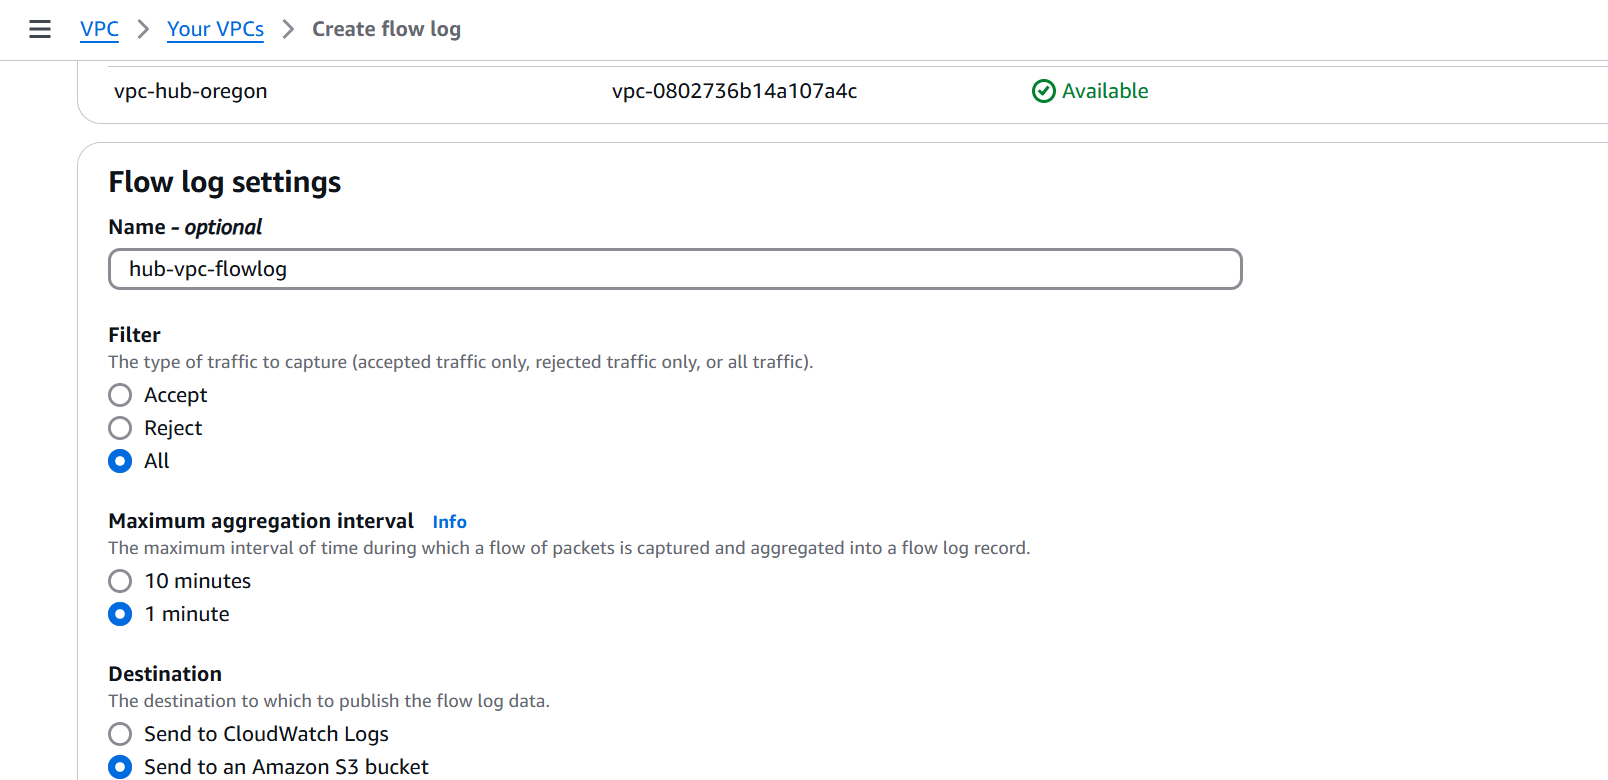 VPC > Your VPCs > Create flow log
vpc-hub-oregon vpc-0802736b14a107a4c Available
Flow log settings
Name - optional
hub-vpc-flowlog
Filter
The type of traffic to capture (accepted traffic only, rejected traffic only, or all traffic).
Accept
Reject
All
Maximum aggregation interval Info
The maximum interval of time during which a flow of packets is captured and aggregated into a flow log record.
10 minutes
1 minute
Destination
The destination to which to publish the flow log data.
Send to CloudWatch Logs
Send to an Amazon S3 bucket